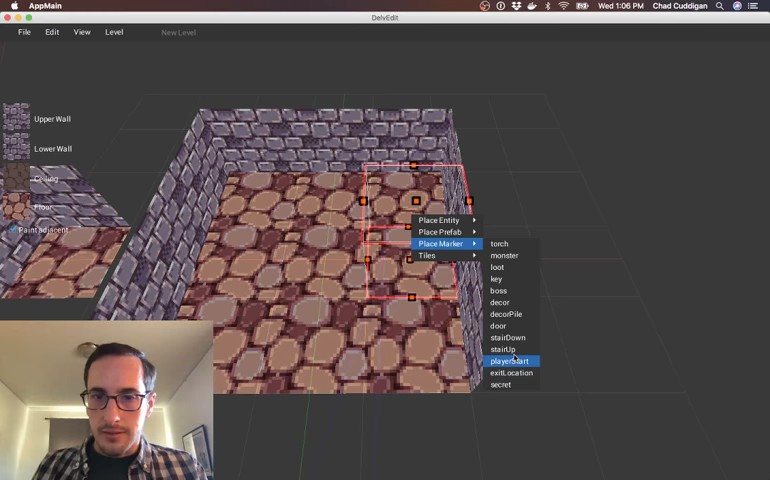 AppMain
Wed 1:06 PM Chad Cuddigan
DelvEdit
File Edit View Level New Level
Upper Wall
Lower Wall
Ceiling
Floor
Paint adjacent
Place Entity
Place Prefab
Place Marker
Tiles
torch
monster
loot
key
boss
decor
decorPile
door
stairDown
stairUp
playerStart
exitLocation
secret